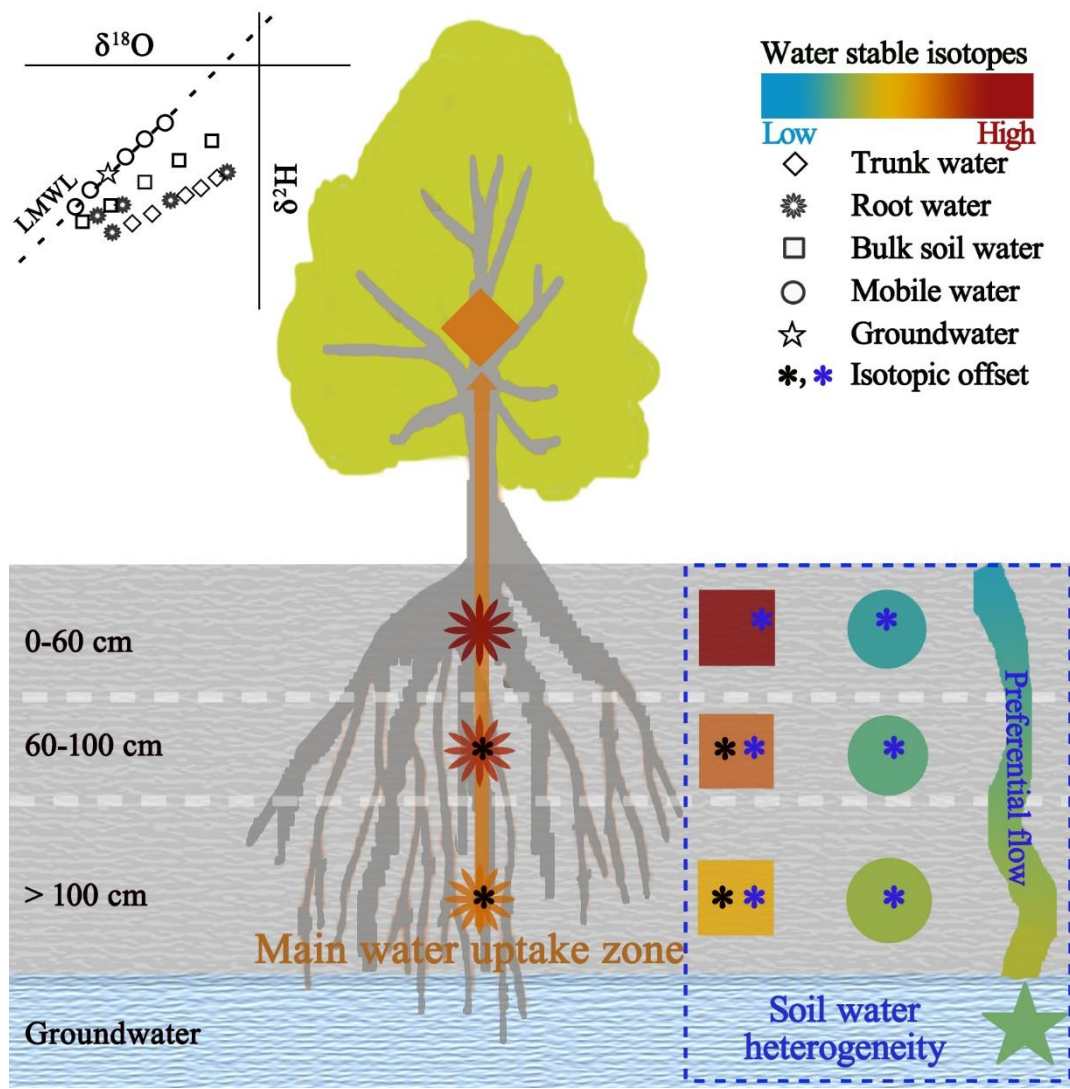 δ¹⁸O
δ²H
LMWL
Water stable isotopes
Low
High
Trunk water
Root water
Bulk soil water
Mobile water
Groundwater
*, * Isotopic offset
0-60 cm
60-100 cm
> 100 cm
Main water uptake zone
Groundwater
Preferential flow
Soil water
heterogeneity